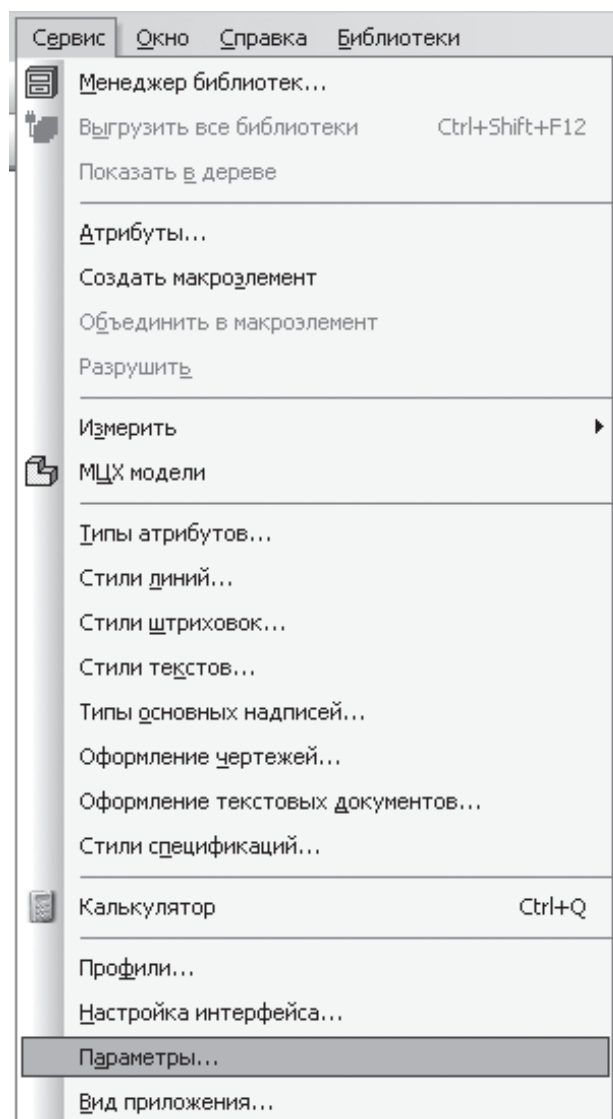 Сервис Окно Справка Библиотеки
Менеджер библиотек...
Выгрузить все библиотеки Ctrl+Shift+F12
Показать в дереве
Атрибуты...
Создать макроэлемент
Объединить в макроэлемент
Разрушить
Измерить
МЦХ модели
Типы атрибутов...
Стили линий...
Стили штриховок...
Стили текстов...
Типы основных надписей...
Оформление чертежей...
Оформление текстовых документов...
Стили спецификаций...
Калькулятор Ctrl+Q
Профили...
Настройка интерфейса...
Параметры...
Вид приложения...